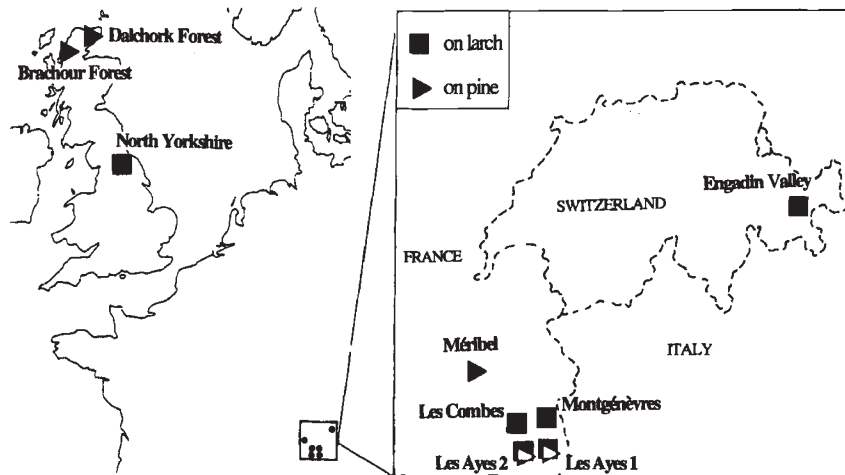 Dalchork Forest
Brachour Forest
North Yorkshire
on larch
on pine
Engadin Valley
SWITZERLAND
FRANCE
ITALY
Méribel
Les Combes
Montgénèvres
Les Ayes 2
Les Ayes 1